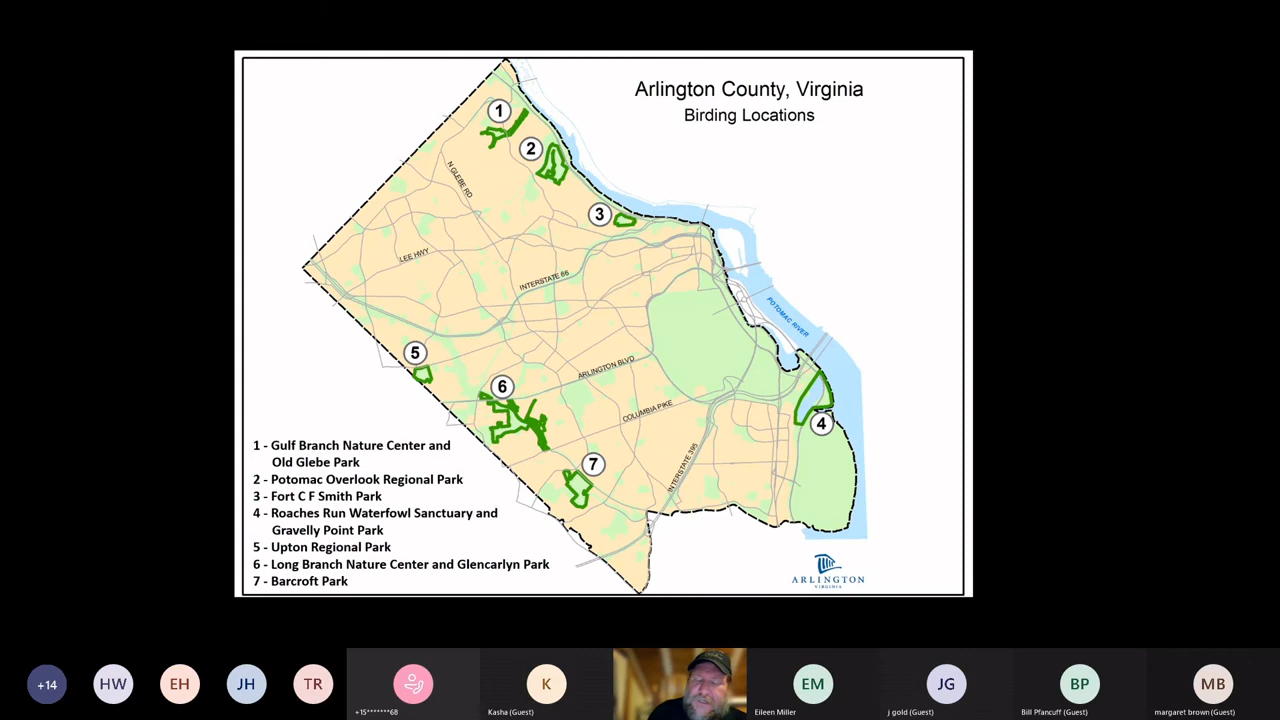 Arlington County, Virginia
Birding Locations
1
2
N GLEBE RD
3
LEE HWY
INTERSTATE 66
POTOMAC RIVER
5
ARLINGTON BLVD
6
COLUMBIA PIKE
4
7
INTERSTATE 395
1 - Gulf Branch Nature Center and
Old Glebe Park
2 - Potomac Overlook Regional Park
3 - Fort C F Smith Park
4 - Roaches Run Waterfowl Sanctuary and
Gravelly Point Park
5 - Upton Regional Park
6 - Long Branch Nature Center and Glencarlyn Park
7 - Barcroft Park
ARLINGTON
VIRGINIA
+14
HW
EH
JH
TR
K
EM
JG
BP
MB
+15*******68
Kasha (Guest)
Eileen Miller
j gold (Guest)
Bill Pfancuff (Guest)
margaret brown (Guest)